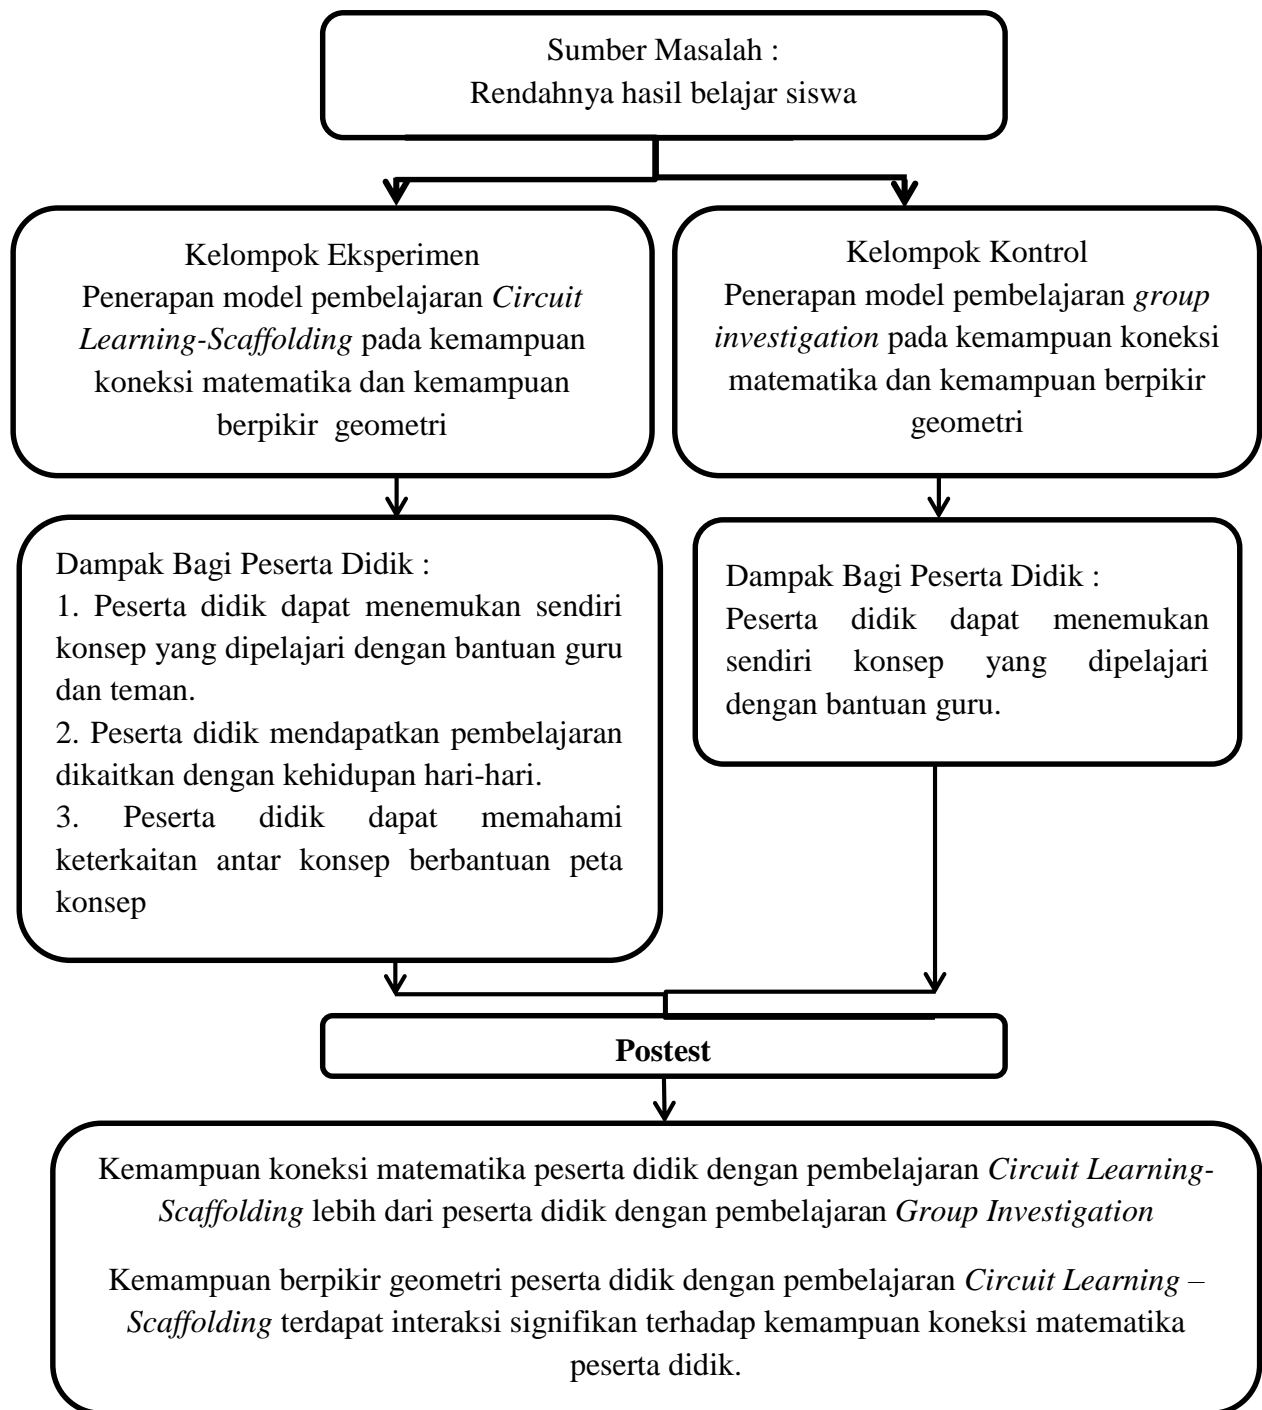 Sumber Masalah :
Rendahnya hasil belajar siswa
Kelompok Eksperimen
Penerapan model pembelajaran Circuit
Learning-Scaffolding pada kemampuan
koneksi matematika dan kemampuan
berpikir geometri
Kelompok Kontrol
Penerapan model pembelajaran group
investigation pada kemampuan koneksi
matematika dan kemampuan berpikir
geometri
Dampak Bagi Peserta Didik :
1. Peserta didik dapat menemukan sendiri
konsep yang dipelajari dengan bantuan guru
dan teman.
2. Peserta didik mendapatkan pembelajaran
dikaitkan dengan kehidupan hari-hari.
3. Peserta didik dapat memahami
keterkaitan antar konsep berbantuan peta
konsep
Dampak Bagi Peserta Didik :
Peserta didik dapat menemukan
sendiri konsep yang dipelajari
dengan bantuan guru.
Postest
Kemampuan koneksi matematika peserta didik dengan pembelajaran Circuit Learning-
Scaffolding lebih dari peserta didik dengan pembelajaran Group Investigation
Kemampuan berpikir geometri peserta didik dengan pembelajaran Circuit Learning –
Scaffolding terdapat interaksi signifikan terhadap kemampuan koneksi matematika
peserta didik.